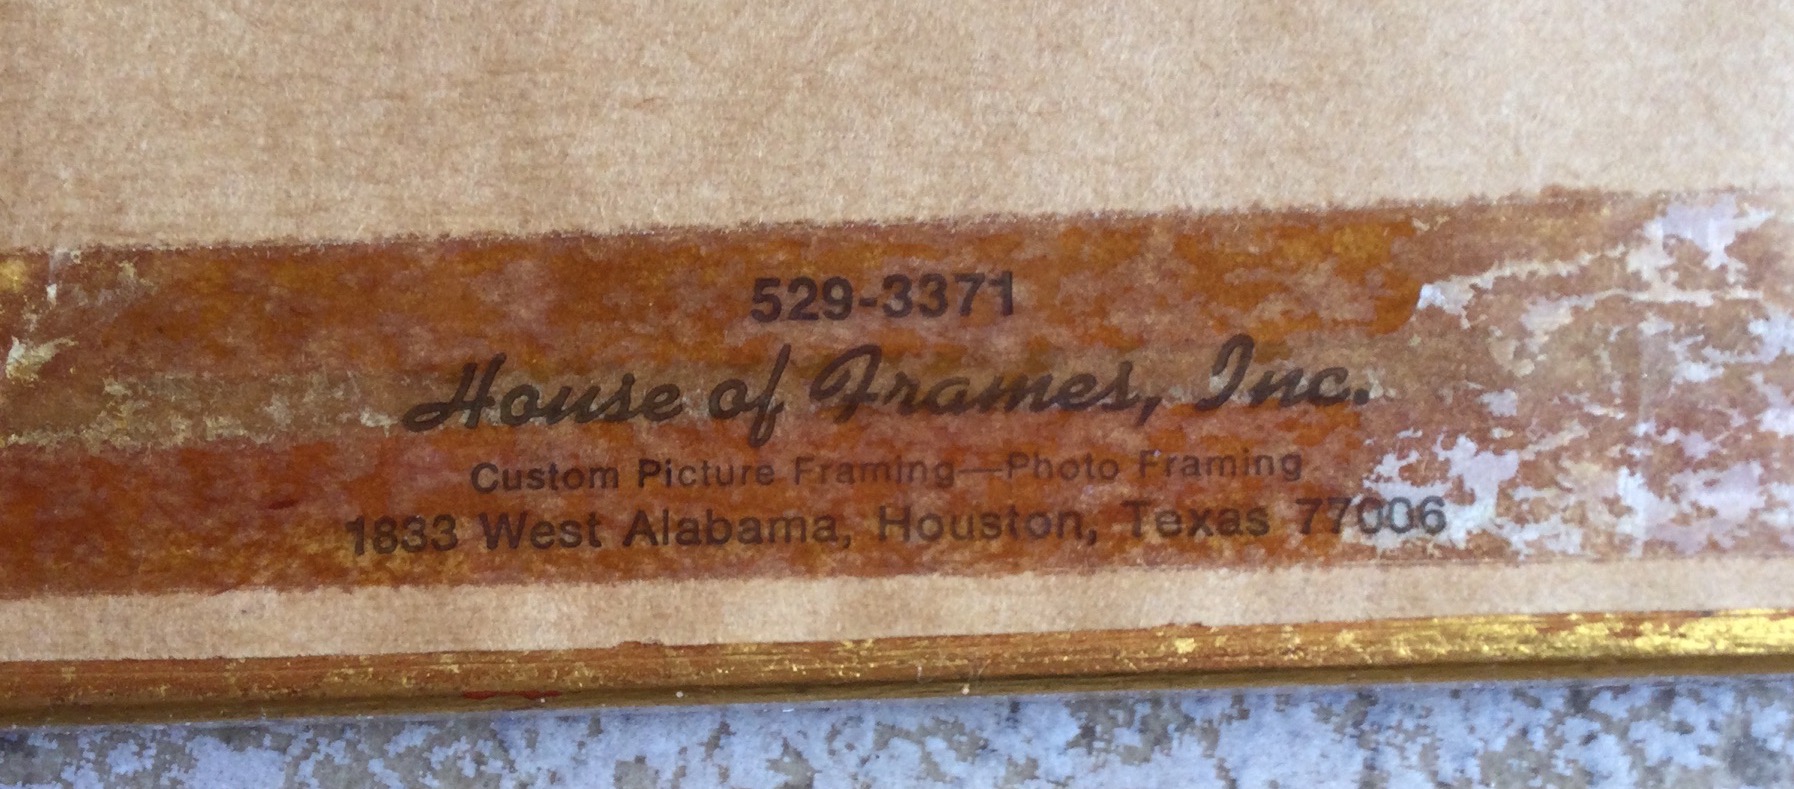 529-3371
House of Frames, Inc.
Custom Picture Framing—Photo Framing
1833 West Alabama, Houston, Texas 77006